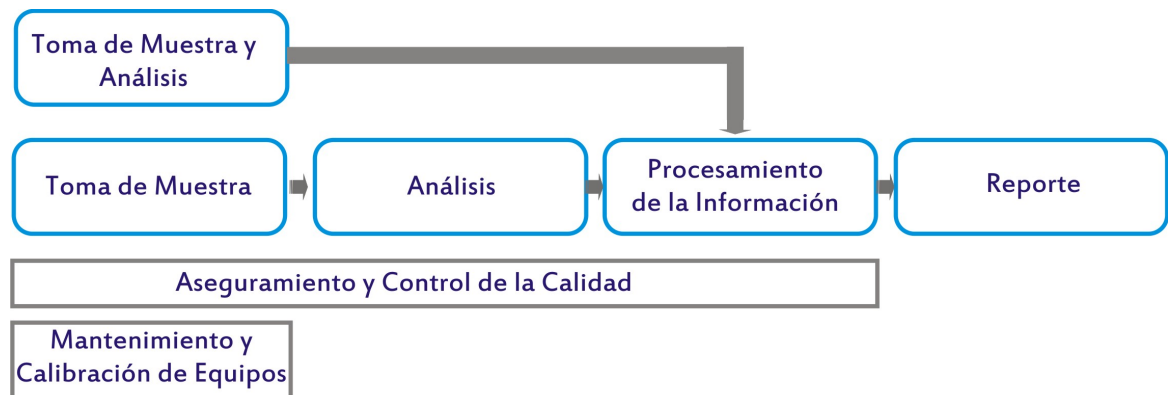 Toma de Muestra y
Análisis
Toma de Muestra
Análisis
Procesamiento
de la Información
Reporte
Aseguramiento y Control de la Calidad
Mantenimiento y
Calibración de Equipos